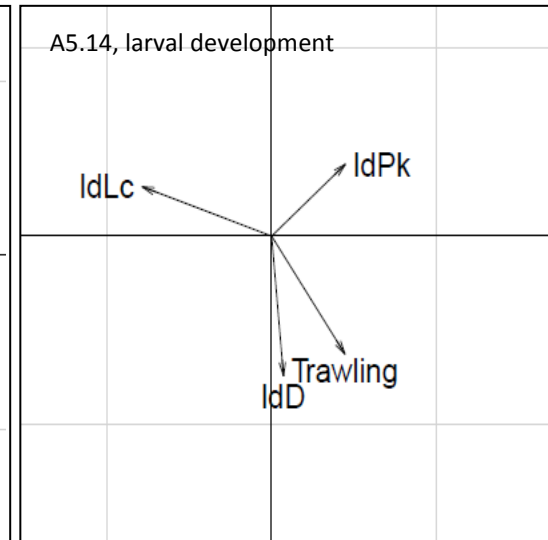 A5.14, larval development
IdPk
IdLc
Trawling
IdD